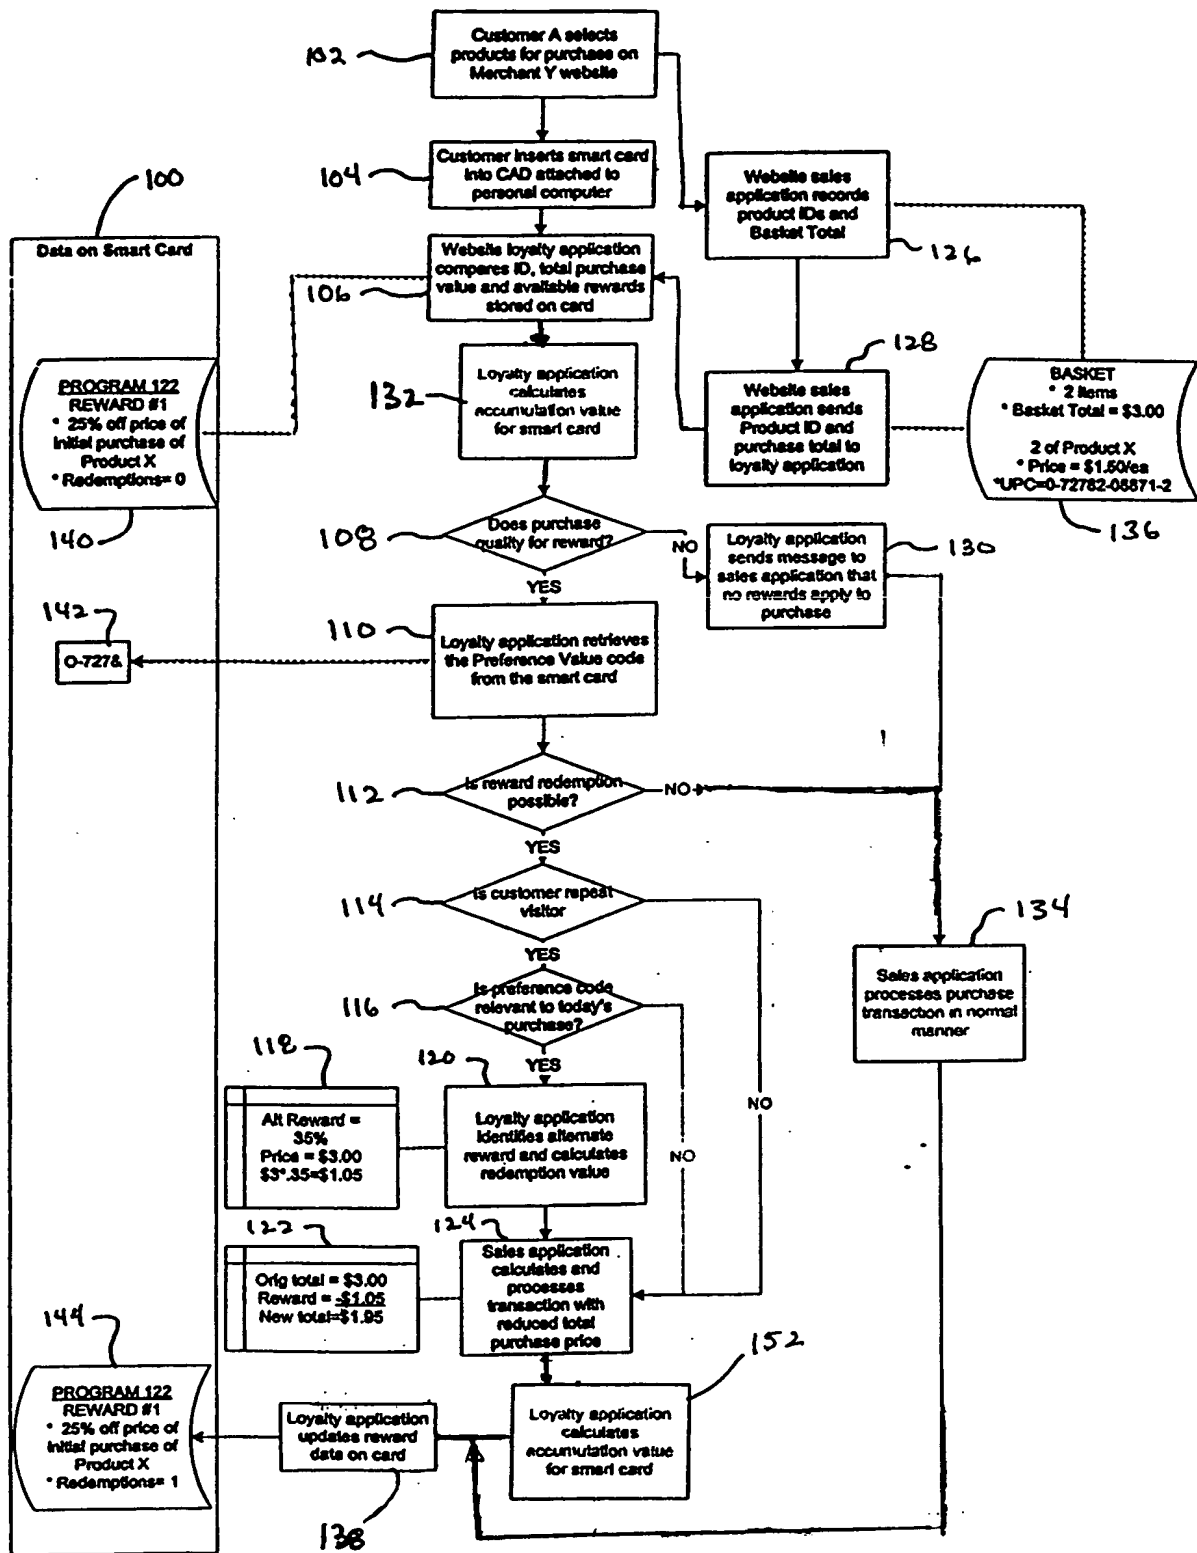 102
Customer A selects
products for purchase on
Merchant Y website
104
Customer inserts smart card
into CAD attached to
personal computer
Website sales
application records
product IDs and
Basket Total
126
100
Data on Smart Card
106
Website loyalty application
compares ID, total purchase
value and available rewards
stored on card
128
Website sales
application sends
Product ID and
purchase total to
loyalty application
BASKET
* 2 items
* Basket Total = $3.00
2 of Product X
* Price = $1.50/ea
*UPC=0-72782-05871-2
136
132
Loyalty application
calculates
accumulation value
for smart card
PROGRAM 122
REWARD #1
* 25% off price of
initial purchase of
Product X
* Redemptions= 0
140
108
Does purchase
quality for reward?
NO
YES
Loyalty application
sends message to
sales application that
no rewards apply to
purchase
130
142
O-727&
110
Loyalty application retrieves
the Preference Value code
from the smart card
112
Is reward redemption
possible?
NO
YES
114
Is customer repeat
visitor
YES
NO
134
Sales application
processes purchase
transaction in normal
manner
116
Is preference code
relevant to today's
purchase?
YES
NO
118
Alt Reward =
35%
Price = $3.00
$3*.35=$1.05
120
Loyalty application
identifies alternate
reward and calculates
redemption value
122
Orig total = $3.00
Reward = -$1.05
New total=$1.95
124
Sales application
calculates and
processes
transaction with
reduced total
purchase price
144
PROGRAM 122
REWARD #1
* 25% off price of
initial purchase of
Product X
* Redemptions= 1
Loyalty application
updates reward
data on card
138
152
Loyalty application
calculates
accumulation value
for smart card